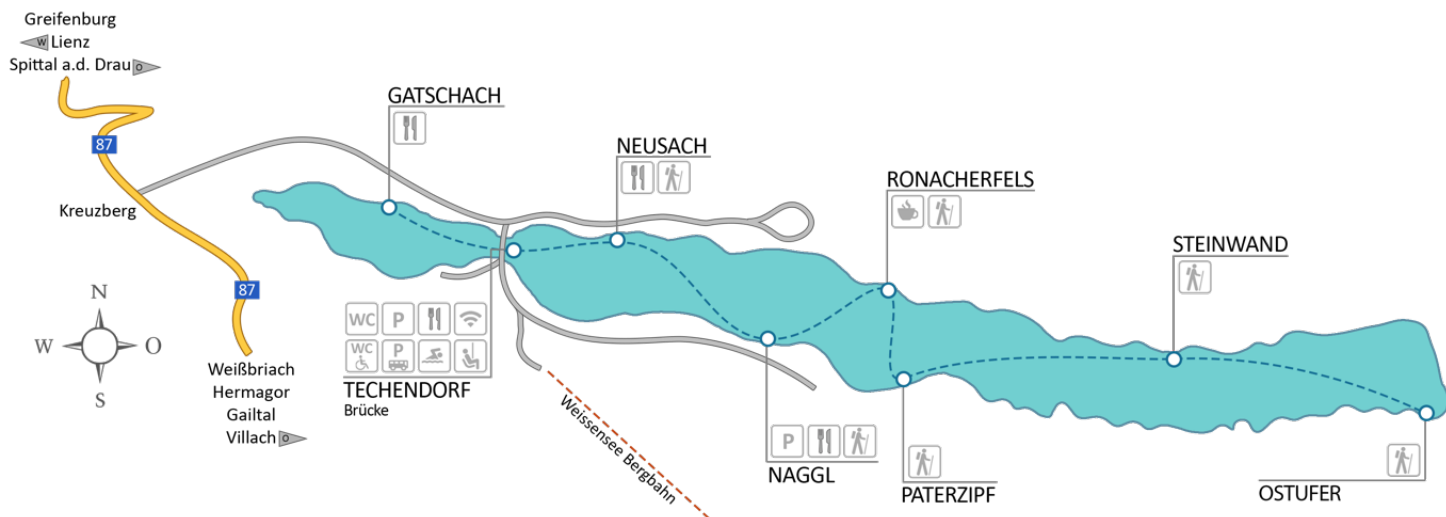 Greifenburg
W Lienz
Spittal a.d. Drau O
87
Kreuzberg
87
N
W O
S
Weißbriach
Hermagor
Gailtal
Villach O
GATSCHACH
NEUSACH
RONACHERFELS
STEINWAND
WC P
WC P
TECHENDORF
Brücke
Weissensee Bergbahn
P
NAGGL
PATERZIPF
OSTUFER